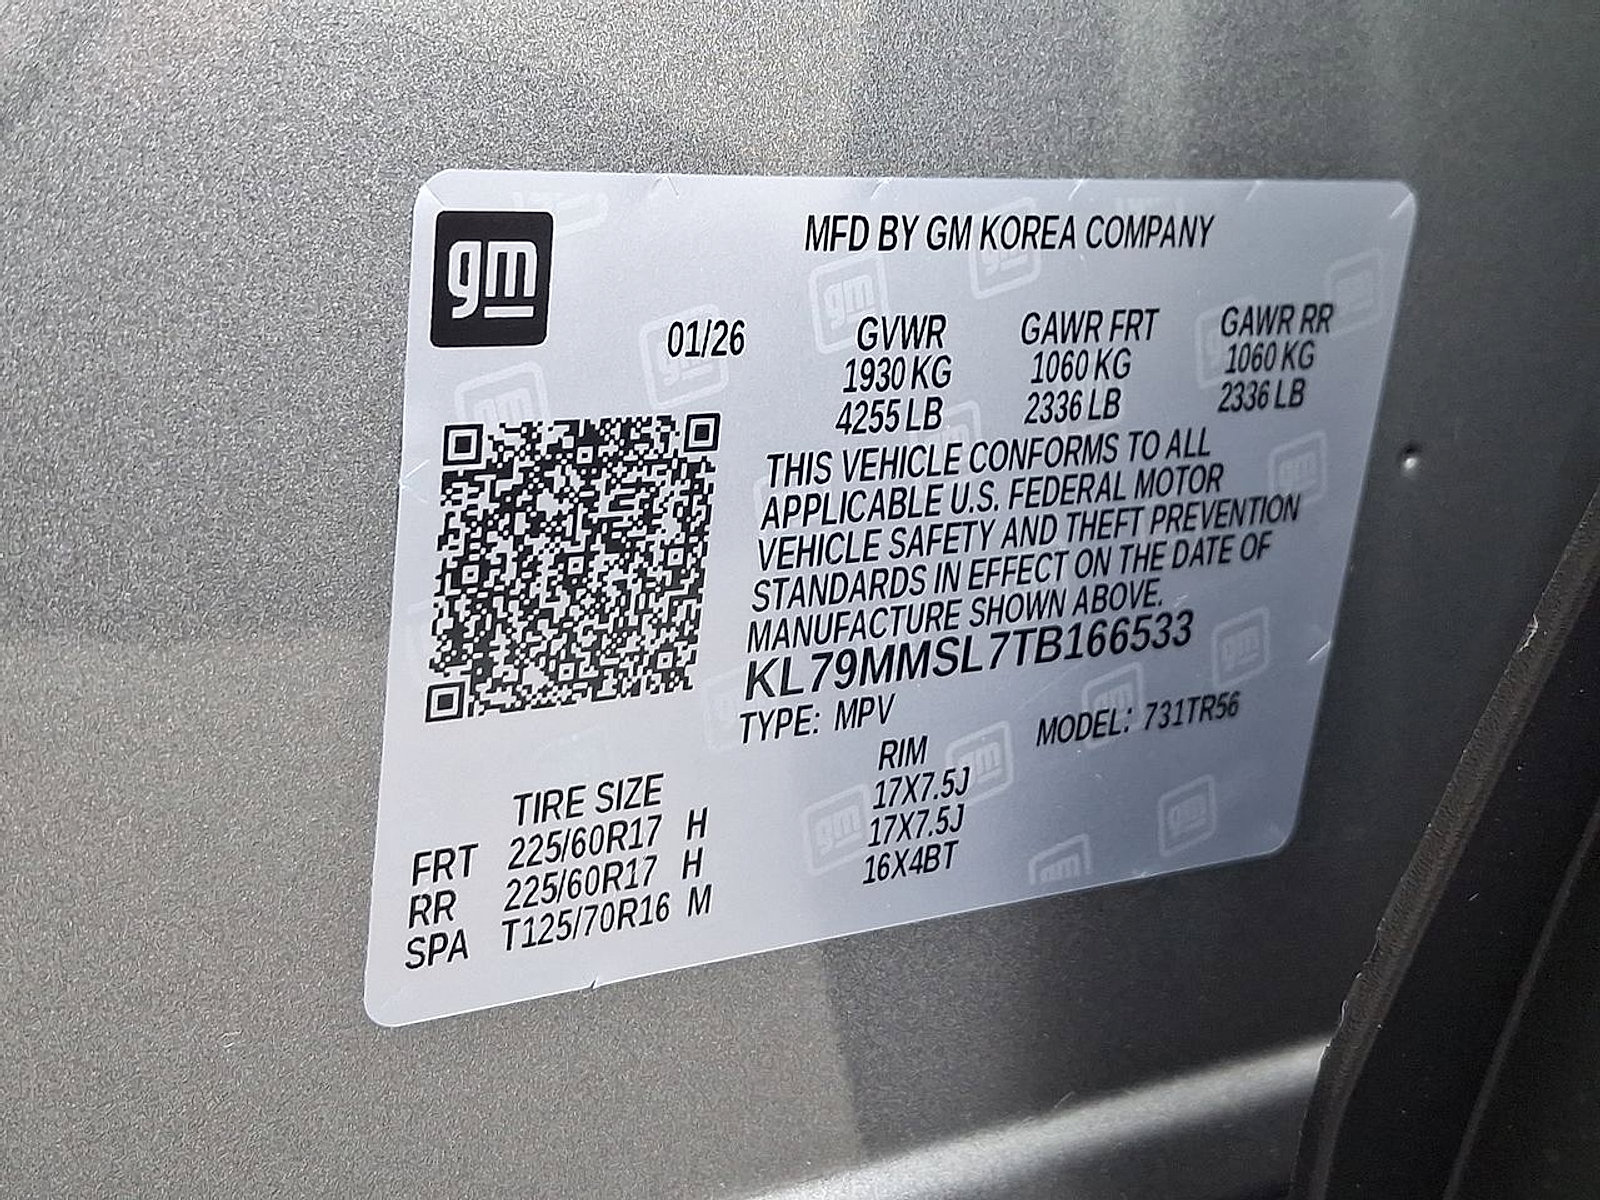 gm
MFD BY GM KOREA COMPANY
01/26
GVWR GAWR FRT GAWR RR
1930 KG 1060 KG 1060 KG
4255 LB 2336 LB 2336 LB
THIS VEHICLE CONFORMS TO ALL
APPLICABLE U.S. FEDERAL MOTOR
VEHICLE SAFETY AND THEFT PREVENTION
STANDARDS IN EFFECT ON THE DATE OF
MANUFACTURE SHOWN ABOVE.
KL79MMSL7TB166533
TYPE: MPV MODEL: 731TR56
TIRE SIZE RIM
FRT 225/60R17 H 17X7.5J
RR 225/60R17 H 17X7.5J
SPA T125/70R16 M 16X4BT